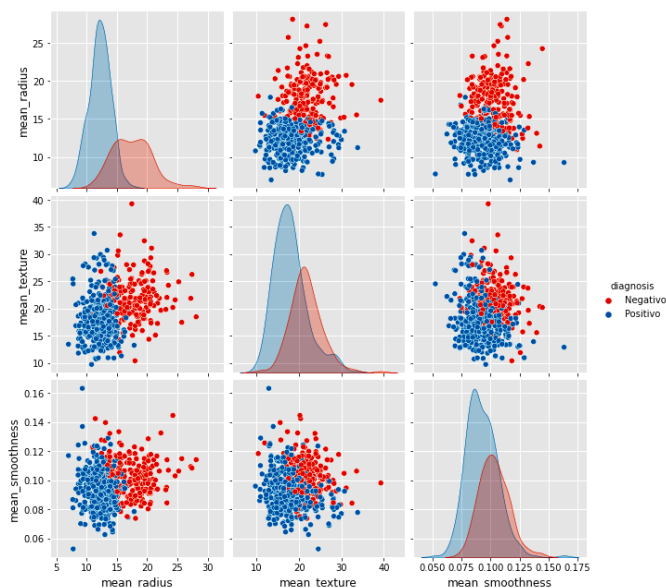 mean_radius
25
20
15
10
mean_texture
40
35
30
25
20
15
10
diagnosis
Negativo
Positivo
mean_smoothness
0.16
0.14
0.12
0.10
0.08
0.06
5 10 15 20 25 30
10 20 30 40
0.050 0.075 0.100 0.125 0.150 0.175
mean_radius mean_texture mean_smoothness